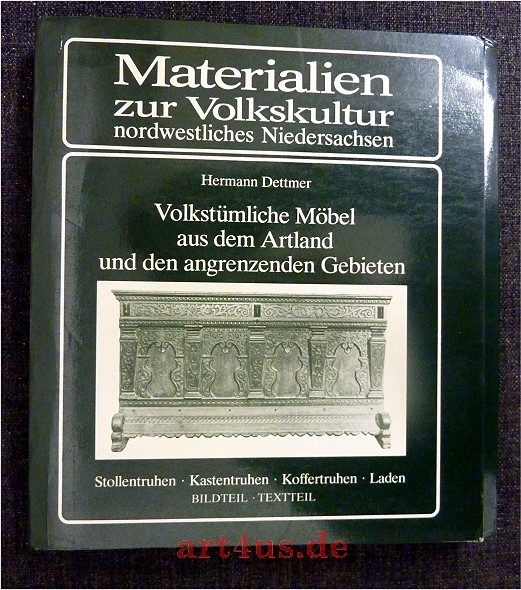 Materialien
zur Volkskultur
nordwestliches Niedersachsen
Hermann Dettmer
Volkstümliche Möbel
aus dem Artland
und den angrenzenden Gebieten
Stollentruhen · Kastentruhen · Koffertruhen · Laden
BILDTEIL · TEXTTEIL
art4us.de